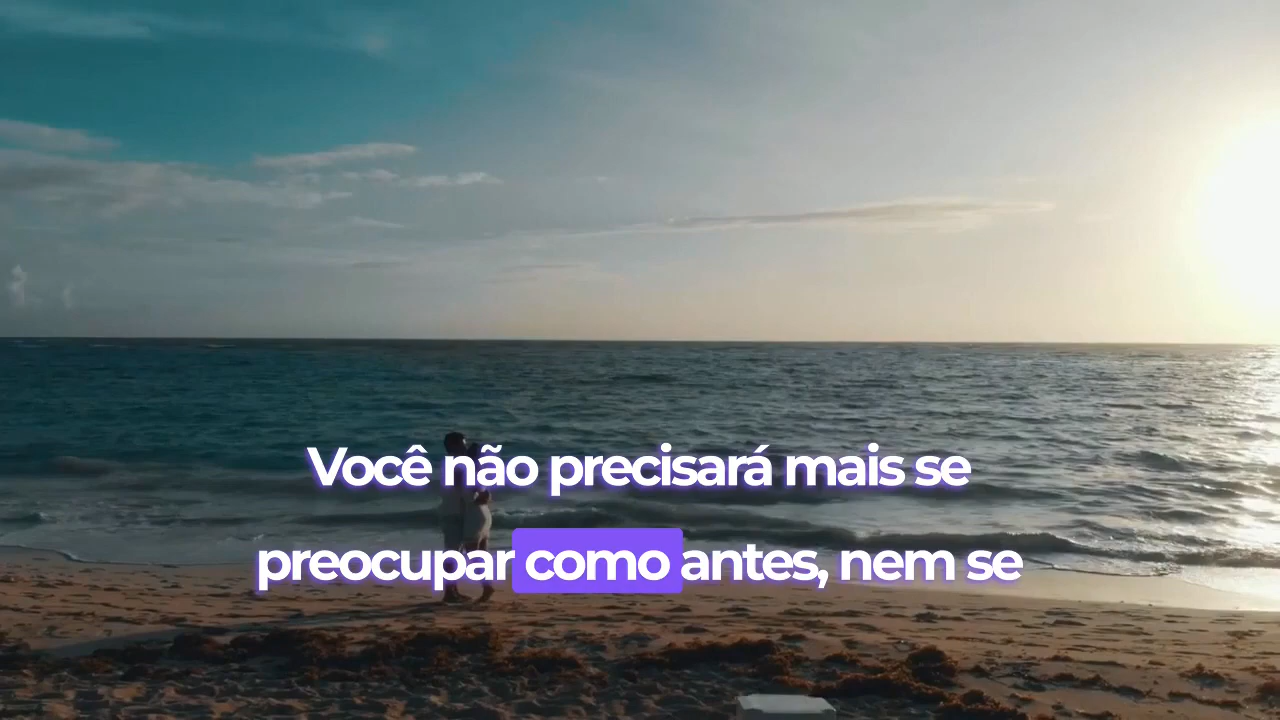 Você não precisará mais se
preocupar como antes, nem se